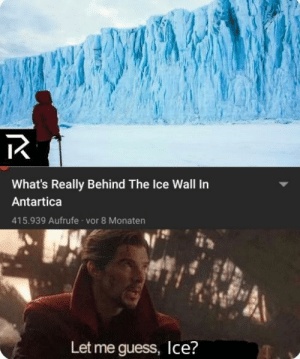 R
What's Really Behind The Ice Wall In
Antartica
415.939 Aufrufe · vor 8 Monaten
Let me guess, Ice?